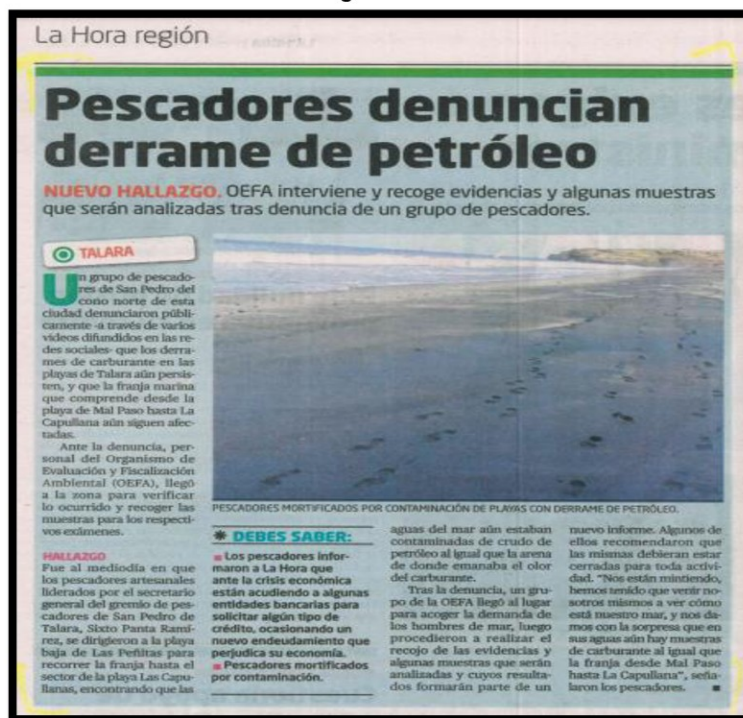 La Hora región
Pescadores denuncian
derrame de petróleo
NUEVO HALLAZGO. OEFA interviene y recoge evidencias y algunas muestras
que serán analizadas tras denuncia de un grupo de pescadores.
TALARA
Un grupo de pescado-
res de San Pedro del
cono norte de esta
ciudad denunciaron públi-
camente -a través de varios
videos difundidos en las re-
des sociales- que los derra-
mes de carburante en las
playas de Talara aún persis-
ten, y que la franja marina
que comprende desde la
playa de Mal Paso hasta La
Capullana aún siguen afec-
tadas.
Ante la denuncia, per-
sonal del Organismo de
Evaluación y Fiscalización
Ambiental (OEFA), llegó
a la zona para verificar
lo ocurrido y recoger las
muestras para los respecti-
vos exámenes.
HALLAZGO
Fue al mediodía en que
los pescadores artesanales
liderados por el secretario
general del gremio de pes-
cadores de San Pedro de
Talara, Sixto Panta Ramí-
rez, se dirigieron a la playa
baja de Las Peñitas para
recorrer la franja hasta el
sector de la playa Las Capu-
llanas, encontrando que las
PESCADORES MORTIFICADOS POR CONTAMINACIÓN DE PLAYAS CON DERRAME DE PETRÓLEO.
* DEBES SABER:
Los pescadores infor-
maron a La Hora que
ante la crisis económica
están acudiendo a algunas
entidades bancarias para
solicitar algún tipo de
crédito, ocasionando un
nuevo endeudamiento que
perjudica su economía.
Pescadores mortificados
por contaminación.
aguas del mar aún estaban
contaminadas de crudo de
petróleo al igual que la arena
de donde emanaba el olor
del carburante.
Tras la denuncia, un gru-
po de la OEFA llegó al lugar
para acoger la demanda de
los hombres de mar, luego
procedieron a realizar el
recojo de las evidencias y
algunas muestras que serán
analizadas y cuyos resulta-
dos formarán parte de un
nuevo informe. Algunos de
ellos recomendaron que
las mismas debieran estar
cerradas para toda activi-
dad. "Nos están mintiendo,
hemos tenido que venir no-
sotros mismos a ver cómo
está nuestro mar, y nos da-
mos con la sorpresa que en
sus aguas aún hay muestras
de carburante al igual que
la franja desde Mal Paso
hasta La Capullana", seña-
laron los pescadores.